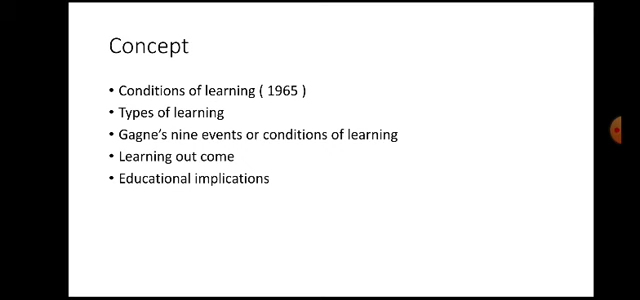 Concept
• Conditions of learning ( 1965 )
• Types of learning
• Gagne's nine events or conditions of learning
• Learning out come
• Educational implications